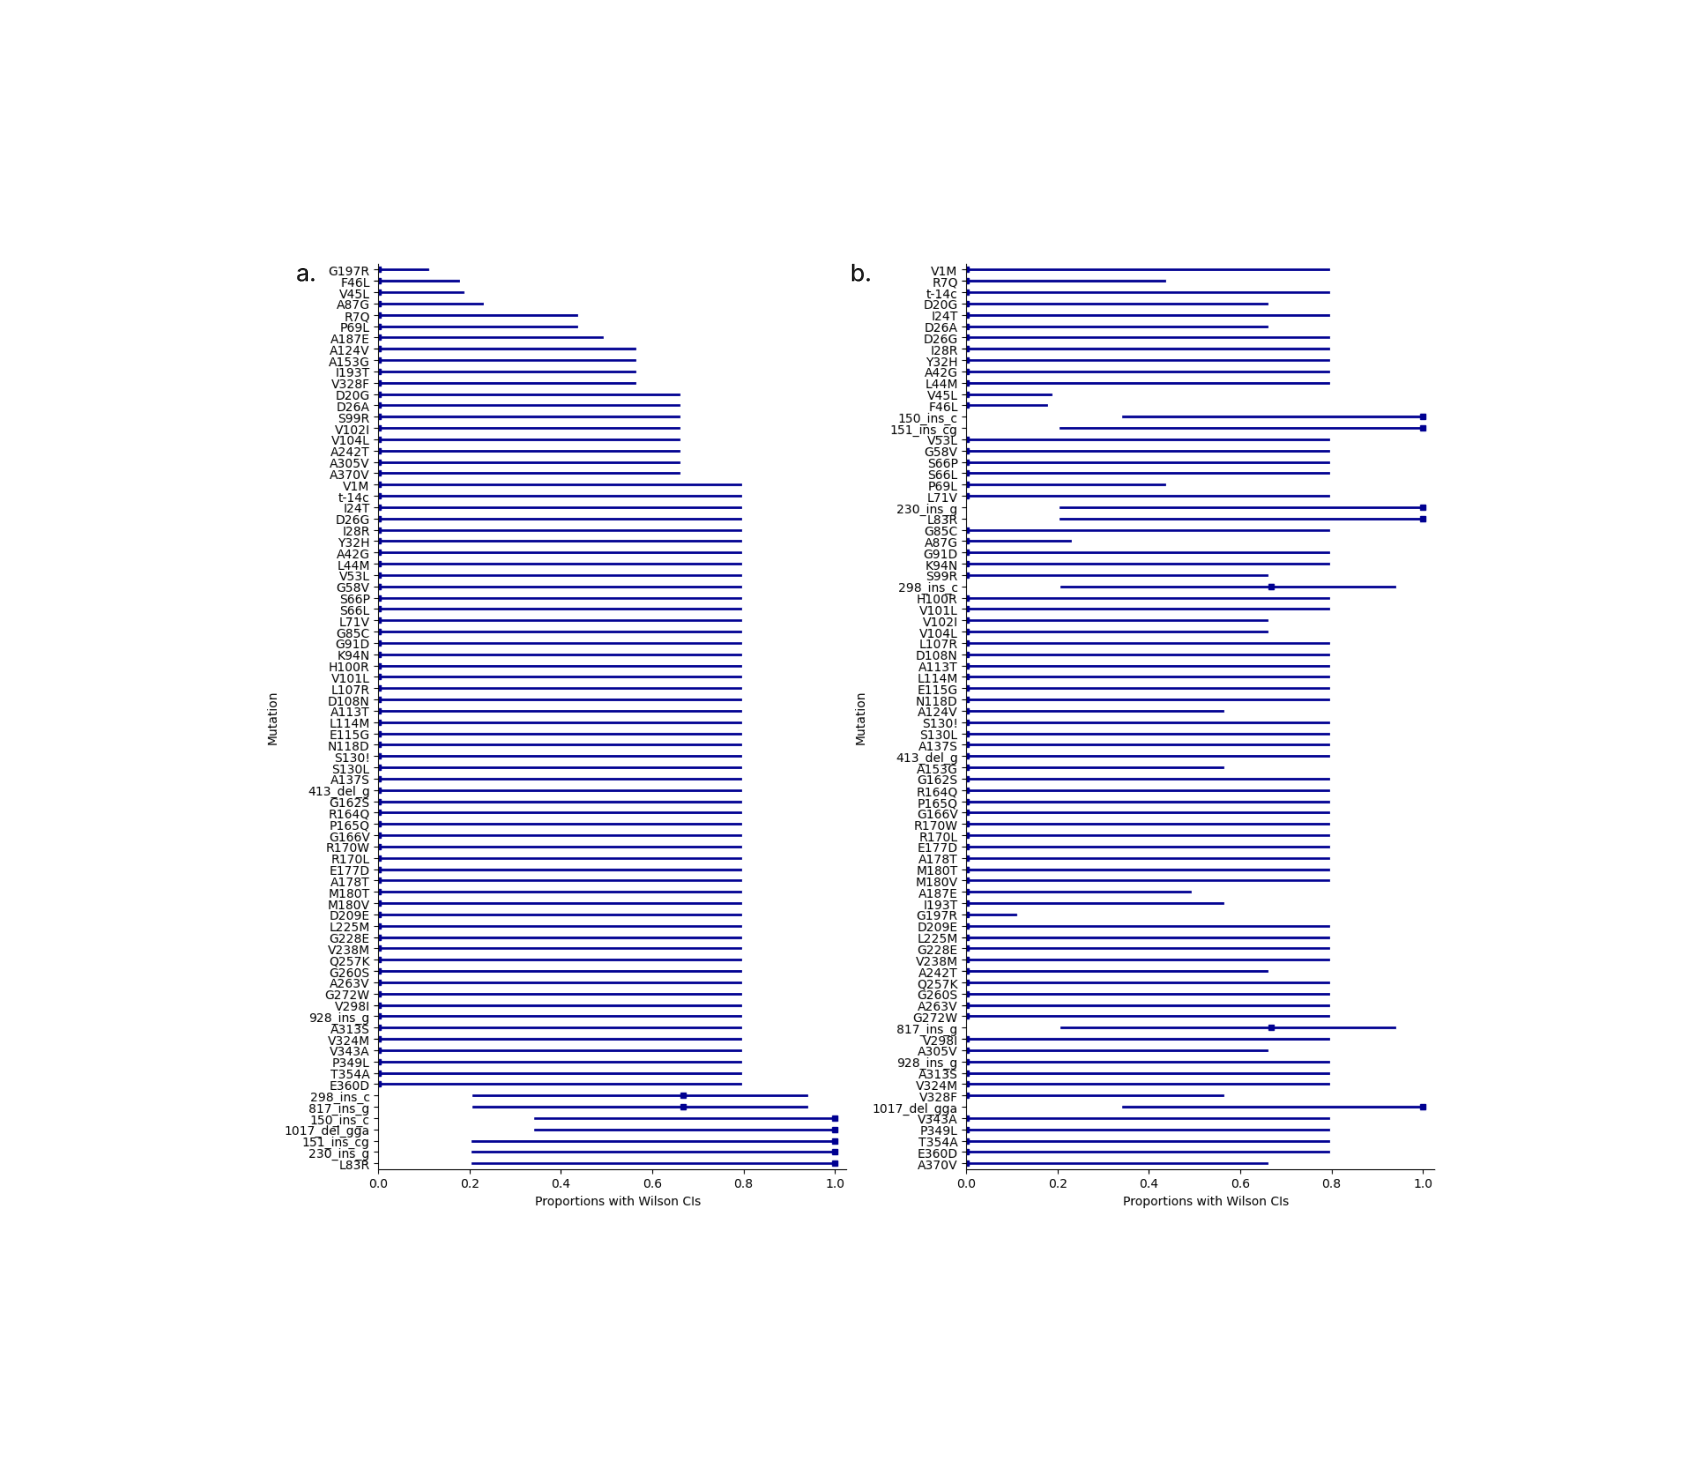 a.
G197R
F46L
V45L
A87G
R7Q
P69L
A187E
A124V
A153G
I193T
V328F
D20G
D26A
S99R
V102I
V104L
A242T
A305V
A370V
V1M
t-14c
I24T
D26G
I28R
Y32H
A42G
L44M
V53L
G58V
S66P
S66L
L71V
G85C
G91D
K94N
H100R
V101L
L107R
D108N
A113T
L114M
E115G
N118D
S130!
S130L
A137S
413_del_g
G162S
R164Q
P165Q
G166V
R170W
R170L
E177D
A178T
M180T
M180V
D209E
L225M
G228E
V238M
Q257K
G260S
A263V
G272W
V298I
928_ins_g
A313S
V324M
V343A
P349L
T354A
E360D
298_ins_c
817_ins_g
150_ins_c
1017_del_gga
151_ins_cg
230_ins_g
L83R
Mutation
0.0 0.2 0.4 0.6 0.8 1.0
Proportions with Wilson CIs
b.
V1M
R7Q
t-14c
D20G
I24T
D26A
D26G
I28R
Y32H
A42G
L44M
V45L
F46L
150_ins_c
151_ins_cg
V53L
G58V
S66P
S66L
P69L
L71V
230_ins_g
L83R
G85C
A87G
G91D
K94N
S99R
298_ins_c
H100R
V101L
V102I
V104L
L107R
D108N
A113T
L114M
E115G
N118D
A124V
S130!
S130L
A137S
413_del_g
A153G
G162S
R164Q
P165Q
G166V
R170W
R170L
E177D
A178T
M180T
M180V
A187E
I193T
G197R
D209E
L225M
G228E
V238M
A242T
Q257K
G260S
A263V
G272W
817_ins_g
V298I
A305V
928_ins_g
A313S
V324M
V328F
1017_del_gga
V343A
P349L
T354A
E360D
A370V
Mutation
0.0 0.2 0.4 0.6 0.8 1.0
Proportions with Wilson CIs